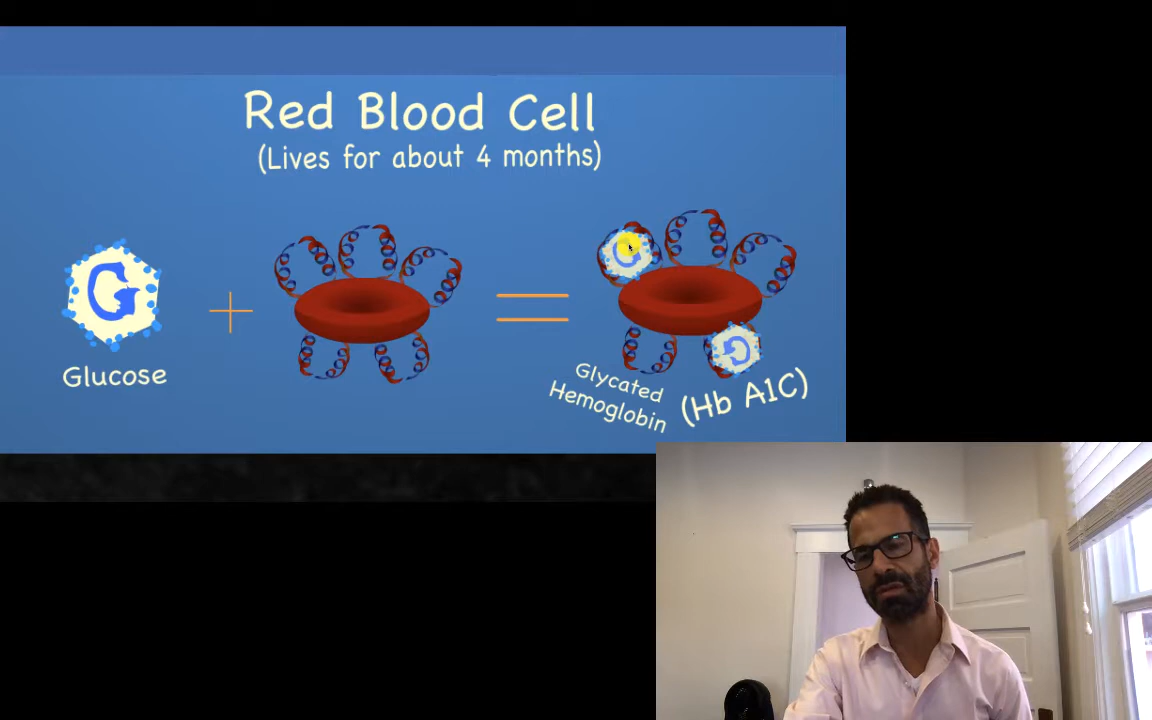 Red Blood Cell
(Lives for about 4 months)
G
Glucose
G
G
Glycated
Hemoglobin
(Hb A1C)